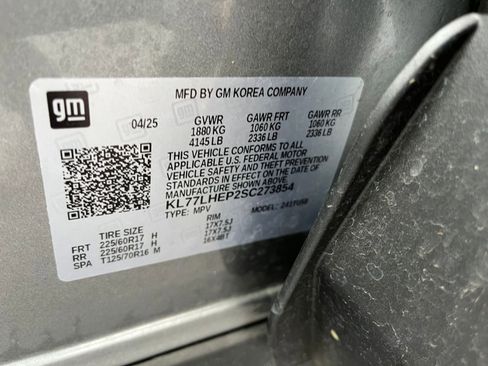 gm
MFD BY GM KOREA COMPANY
04/25 GVWR GAWR FRT GAWR RR
1880 KG 1060 KG 1060 KG
4145 LB 2336 LB 2336 LB
THIS VEHICLE CONFORMS TO ALL
APPLICABLE U.S. FEDERAL MOTOR
VEHICLE SAFETY AND THEFT PREVENTION
STANDARDS IN EFFECT ON THE DATE OF
MANUFACTURE SHOWN ABOVE.
KL77LHEP2SC273854
TYPE: MPV MODEL:
TIRE SIZE RIM
FRT 225/60R17 H 17X7.5J
RR 225/60R17 H 17X7.5J
SPA T125/70R16 M 16X4BT